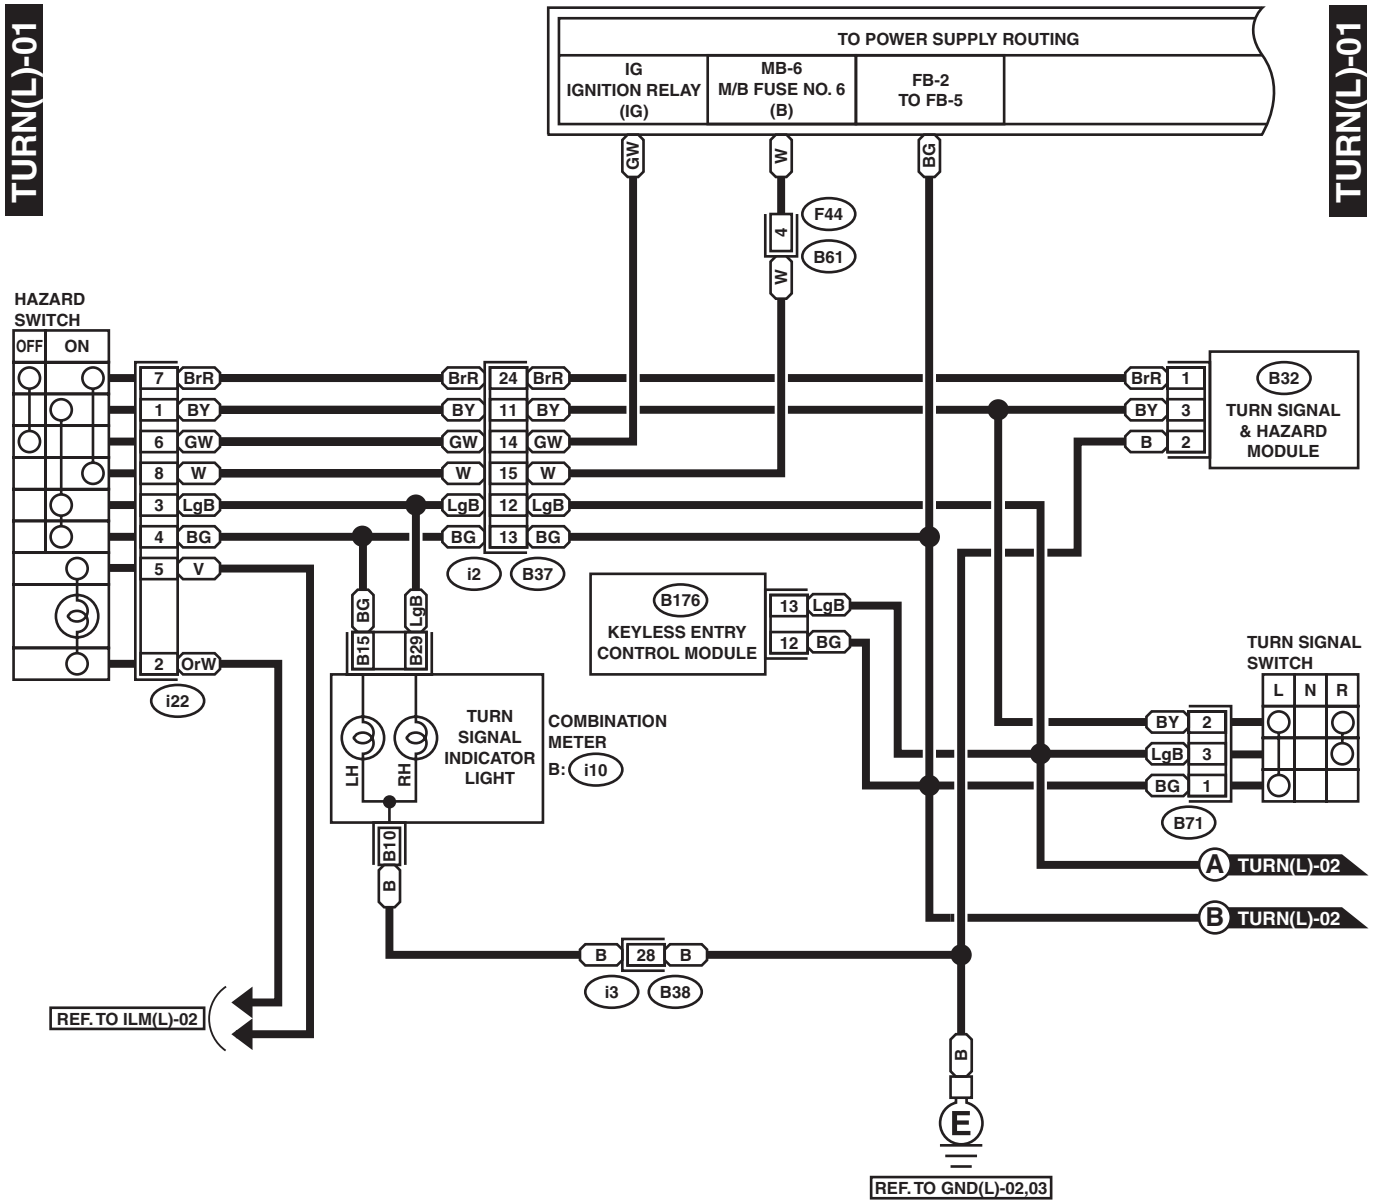 TURN(L)-01
TURN(L)-01
TO POWER SUPPLY ROUTING
IG
IGNITION RELAY
(IG)
MB-6
M/B FUSE NO. 6
(B)
FB-2
TO FB-5
GW
W
BG
4
F44
B61
W
HAZARD
SWITCH
OFF ON
7 BrR BrR 24 BrR BrR 1
1 BY BY 11 BY BY 3
6 GW GW 14 GW B 2
8 W W 15 W
3 LgB LgB 12 LgB
4 BG BG 13 BG
5 V
2 OrW
i22
i2 B37
B32
TURN SIGNAL
& HAZARD
MODULE
BG LgB
B15 B29
TURN
SIGNAL
INDICATOR
LIGHT
LH RH
COMBINATION
METER
B: i10
B10
B
B176
KEYLESS ENTRY
CONTROL MODULE
13 LgB
12 BG
TURN SIGNAL
SWITCH
L N R
BY 2
LgB 3
BG 1
B71
A TURN(L)-02
B TURN(L)-02
B 28 B
i3 B38
REF. TO ILM(L)-02
B
E
REF. TO GND(L)-02,03